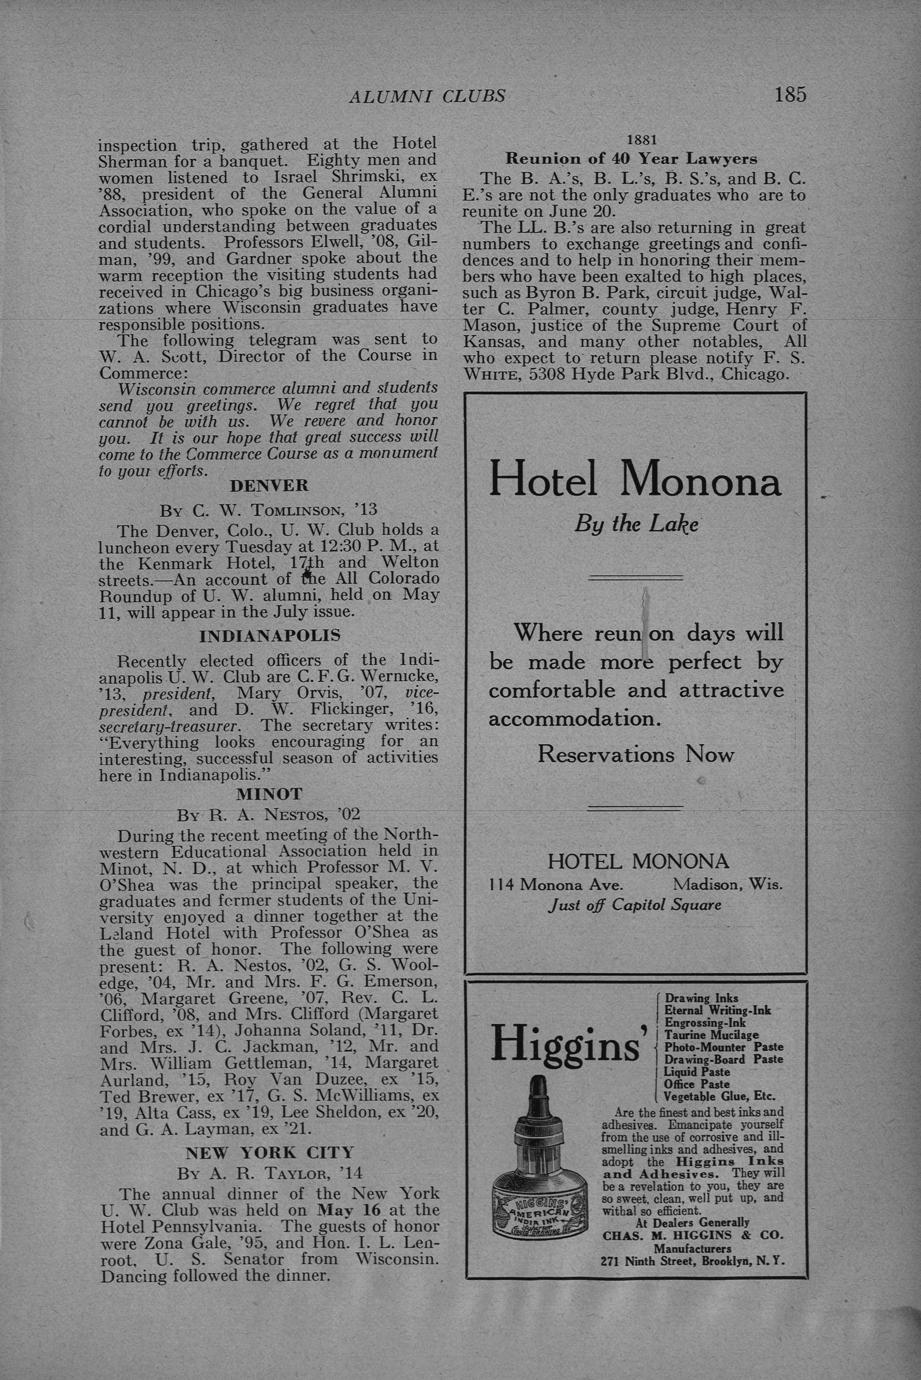 ALUMNI CLUBS 185
inspection trip, gathered at the Hotel
Sherman for a banquet. Eighty men and
women listened to Israel Shrimski, ex
'88, president of the General Alumni
Association, who spoke on the value of a
cordial understanding between graduates
and students. Professors Elwell, '08, Gil-
man, '99, and Gardner spoke about the
warm reception the visiting students had
received in Chicago's big business organi-
zations where Wisconsin graduates have
responsible positions.
The following telegram was sent to
W. A. Scott, Director of the Course in
Commerce:
Wisconsin commerce alumni and students
send you greetings. We regret that you
cannot be with us. We revere and honor
you. It is our hope that great success will
come to the Commerce Course as a monument
to your efforts.
DENVER
BY C. W. TOMLINSON, '13
The Denver, Colo., U. W. Club holds a
luncheon every Tuesday at 12:30 P. M., at
the Kenmark Hotel, 17th and Welton
streets.—An account of the All Colorado
Roundup of U. W. alumni, held on May
11, will appear in the July issue.
INDIANAPOLIS
Recently elected officers of the Indi-
anapolis U. W. Club are C. F. G. Wernicke,
'13, president, Mary Orvis, '07, vice-
president, and D. W. Flickinger, '16,
secretary-treasurer. The secretary writes:
"Everything looks encouraging for an
interesting, successful season of activities
here in Indianapolis."
MINOT
BY R. A. NESTOS, '02
During the recent meeting of the North-
western Educational Association held in
Minot, N. D., at which Professor M. V.
O'Shea was the principal speaker, the
graduates and former students of the Uni-
versity enjoyed a dinner together at the
Leland Hotel with Professor O'Shea as
the guest of honor. The following were
present: R. A. Nestos, '02, G. S. Wool-
edge, '04, Mr. and Mrs. F. G. Emerson,
'06, Margaret Greene, '07, Rev. C. L.
Clifford, '08, and Mrs. Clifford (Margaret
Forbes, ex '14), Johanna Soland, '11, Dr.
and Mrs. J. C. Jackman, '12, Mr. and
Mrs. William Gettleman, '14, Margaret
Aurland, '15, Roy Van Duzee, ex '15,
Ted Brewer, ex '17, G. S. McWilliams, ex
'19, Alta Cass, ex '19, Lee Sheldon, ex '20,
and G. A. Layman, ex '21.
NEW YORK CITY
BY A. R. TAYLOR, '14
The annual dinner of the New York
U. W. Club was held on May 16 at the
Hotel Pennsylvania. The guests of honor
were Zona Gale, '95, and Hon. I. L. Len-
root, U. S. Senator from Wisconsin.
Dancing followed the dinner.
1881
Reunion of 40 Year Lawyers
The B. A.'s, B. L.'s, B. S.'s, and B. C.
E.'s are not the only graduates who are to
reunite on June 20.
The LL. B.'s are also returning in great
numbers to exchange greetings and confi-
dences and to help in honoring their mem-
bers who have been exalted to high places,
such as Byron B. Park, circuit judge, Wal-
ter C. Palmer, county judge, Henry F.
Mason, justice of the Supreme Court of
Kansas, and many other notables, All
who expect to return please notify F. S.
WHITE, 5308 Hyde Park Blvd., Chicago.
Hotel Monona
By the Lake
Where reunion days will
be made more perfect by
comfortable and attractive
accommodation.
Reservations Now
HOTEL MONONA
114 Monona Ave. Madison, Wis.
Just off Capitol Square
Higgins'
Drawing Inks
Eternal Writing-Ink
Engrossing-Ink
Taurine Mucilage
Photo-Mounter Paste
Drawing-Board Paste
Liquid Paste
Office Paste
Vegetable Glue, Etc.
HIGGINS'
AMERICAN
INDIA INK
Are the finest and best inks and
adhesives. Emancipate yourself
from the use of corrosive and ill-
smelling inks and adhesives, and
adopt the Higgins Inks
and Adhesives. They will
be a revelation to you, they are
so sweet, clean, well put up, and
withal so efficient.
At Dealers Generally
CHAS. M. HIGGINS & CO.
Manufacturers
271 Ninth Street, Brooklyn, N. Y.